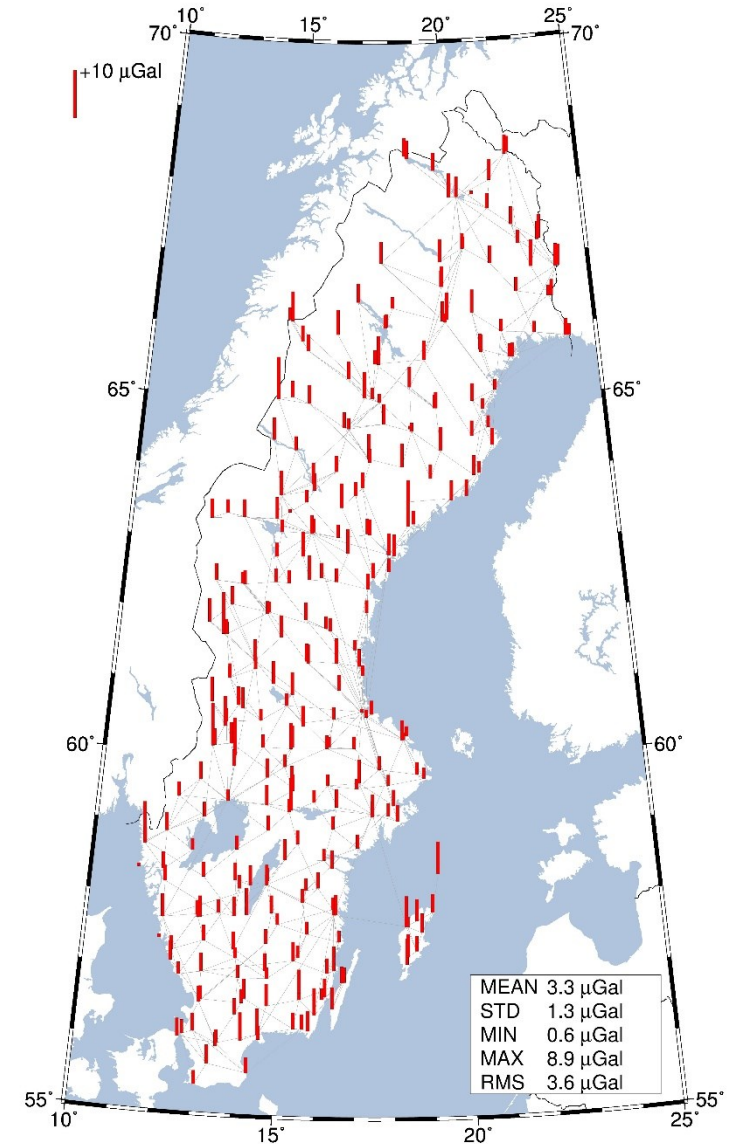 10° 15° 20° 25°
70° 70°
+10 μGal
65° 65°
60° 60°
MEAN 3.3 μGal
STD 1.3 μGal
MIN 0.6 μGal
MAX 8.9 μGal
RMS 3.6 μGal
55° 55°
10° 15° 20° 25°